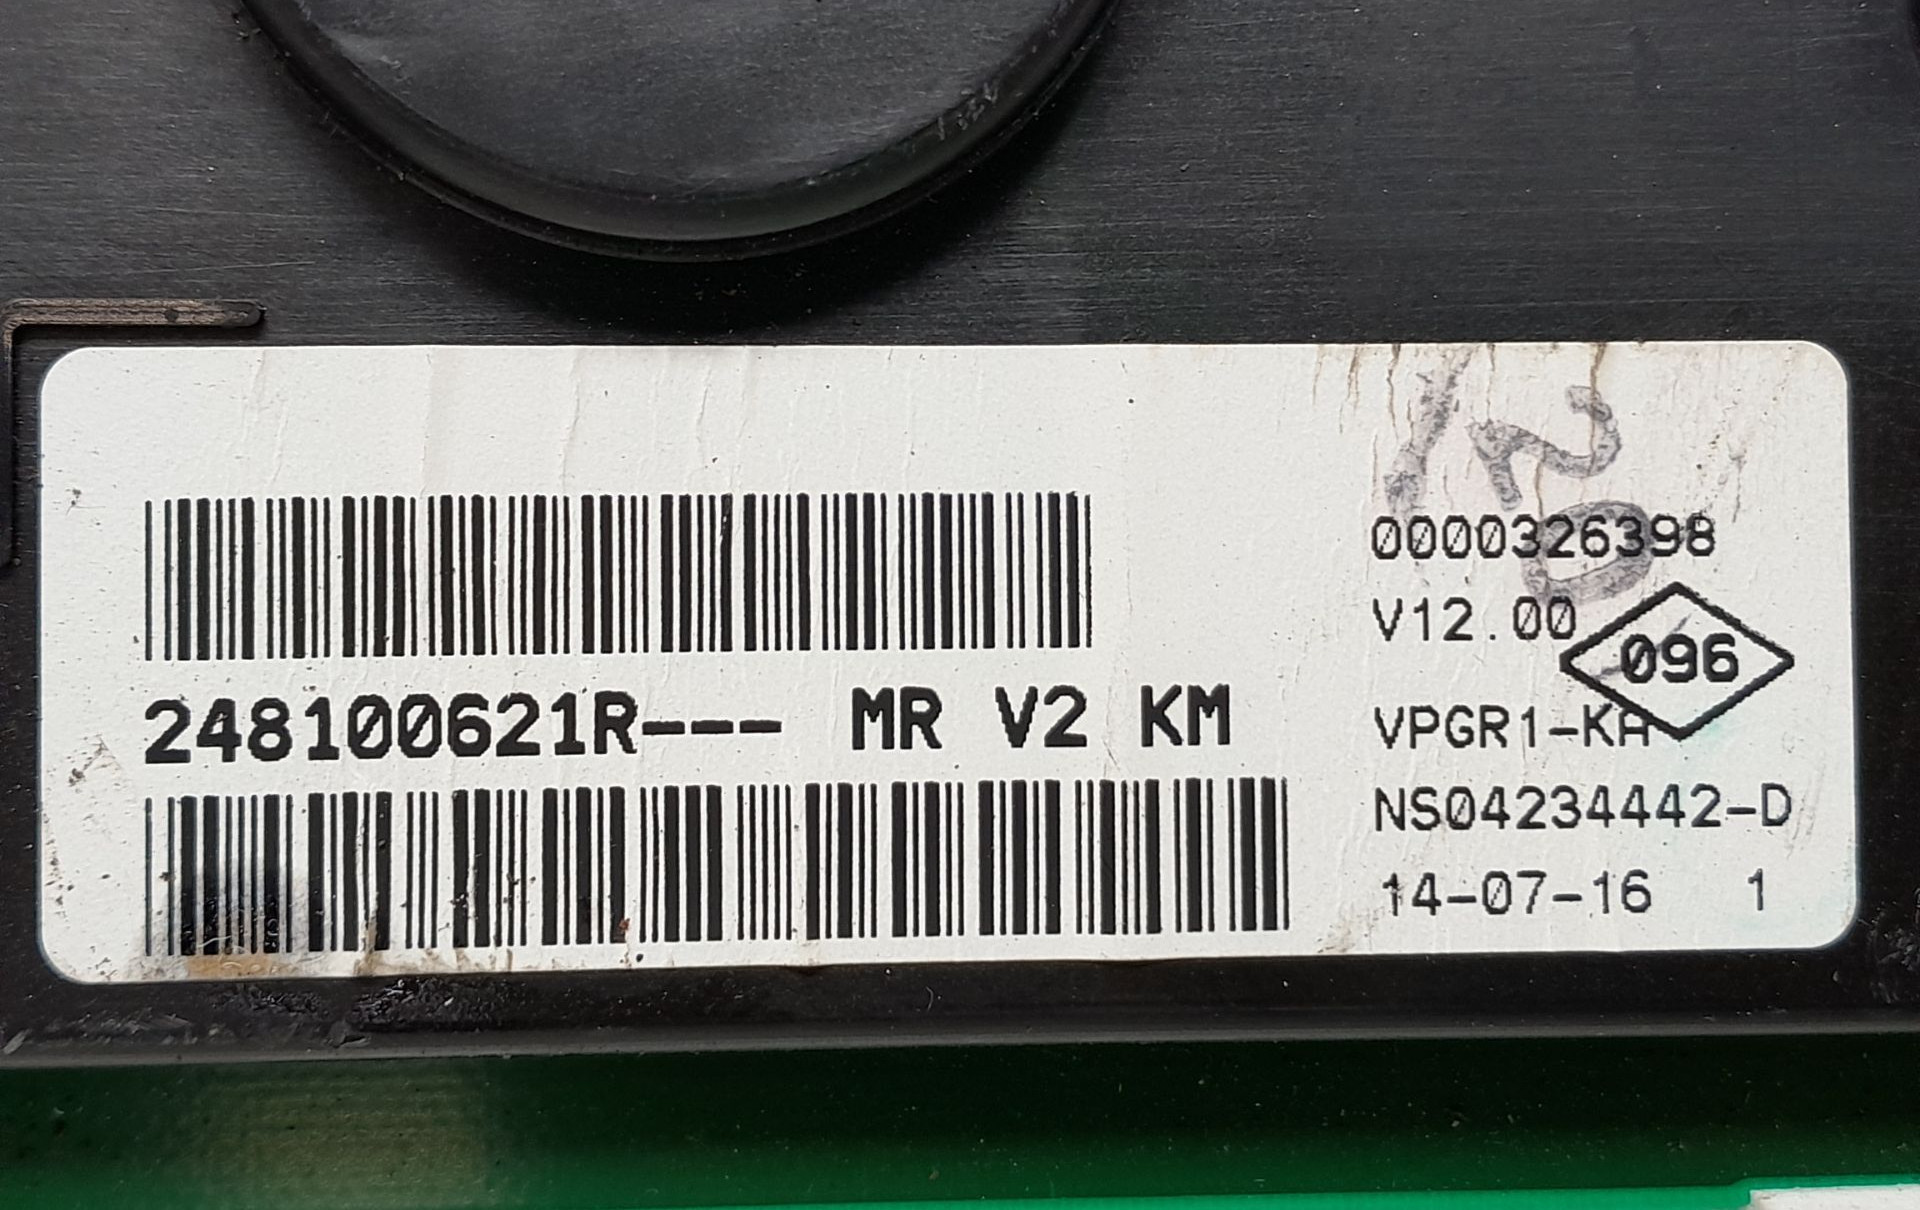 0000326398
V12.00
096
248100621R--- MR V2 KM
VPGR1-KA
NS04234442-D
14-07-16 1